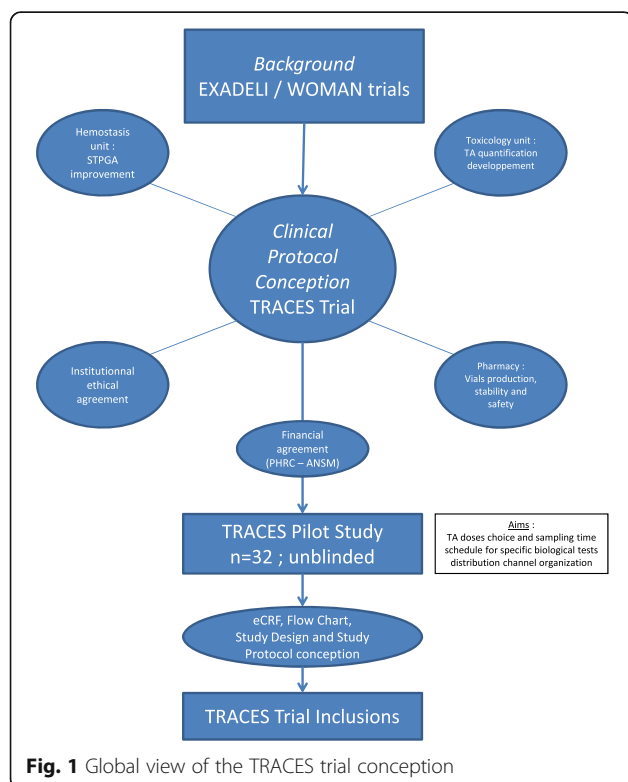 Background
EXADELI / WOMAN trials
Hemostasis
unit :
STPGA
improvement
Toxicology unit :
TA quantification
developpement
Clinical
Protocol
Conception
TRACES Trial
Institutionnal
ethical
agreement
Pharmacy :
Vials production,
stability and
safety
Financial
agreement
(PHRC – ANSM)
TRACES Pilot Study
n=32 ; unblinded
Aims :
TA doses choice and sampling time
schedule for specific biological tests
distribution channel organization
eCRF, Flow Chart,
Study Design and Study
Protocol conception
TRACES Trial Inclusions
Fig. 1 Global view of the TRACES trial conception